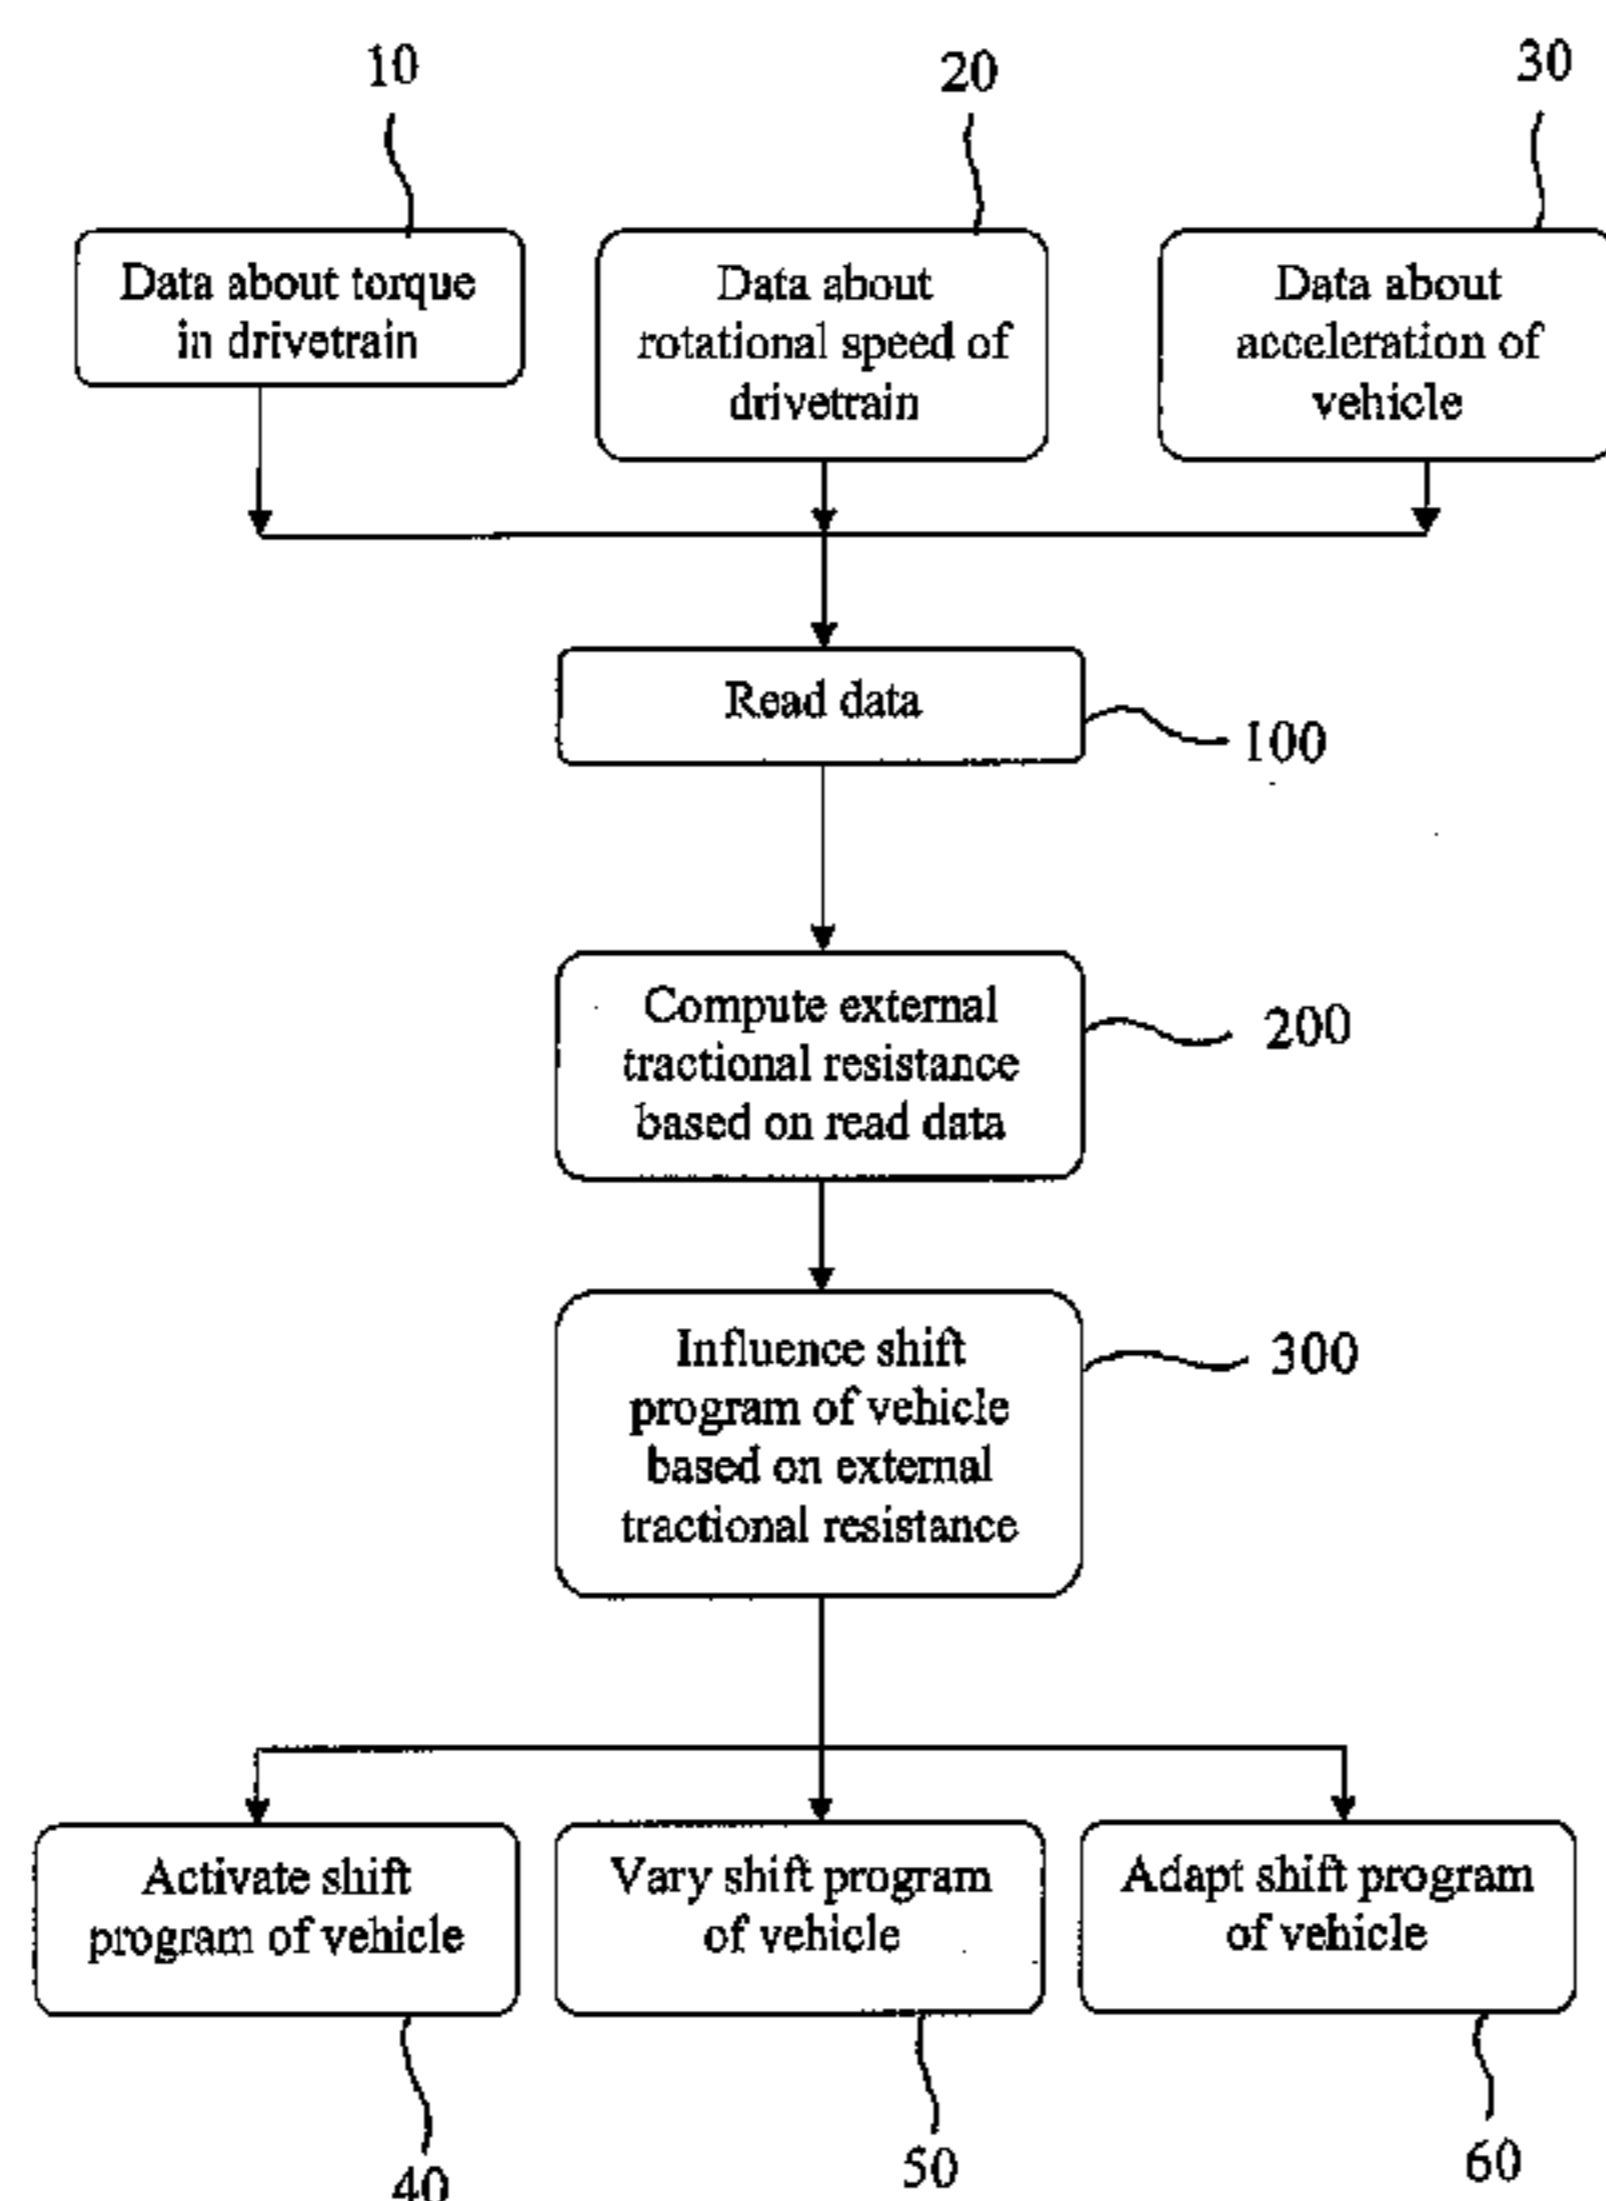 10
20
30
Data about torque
in drivetrain
Data about
rotational speed of
drivetrain
Data about
acceleration of
vehicle
Read data
100
Compute external
tractional resistance
based on read data
200
Influence shift
program of vehicle
based on external
tractional resistance
300
Activate shift
program of vehicle
Vary shift program
of vehicle
Adapt shift program
of vehicle
40
50
60